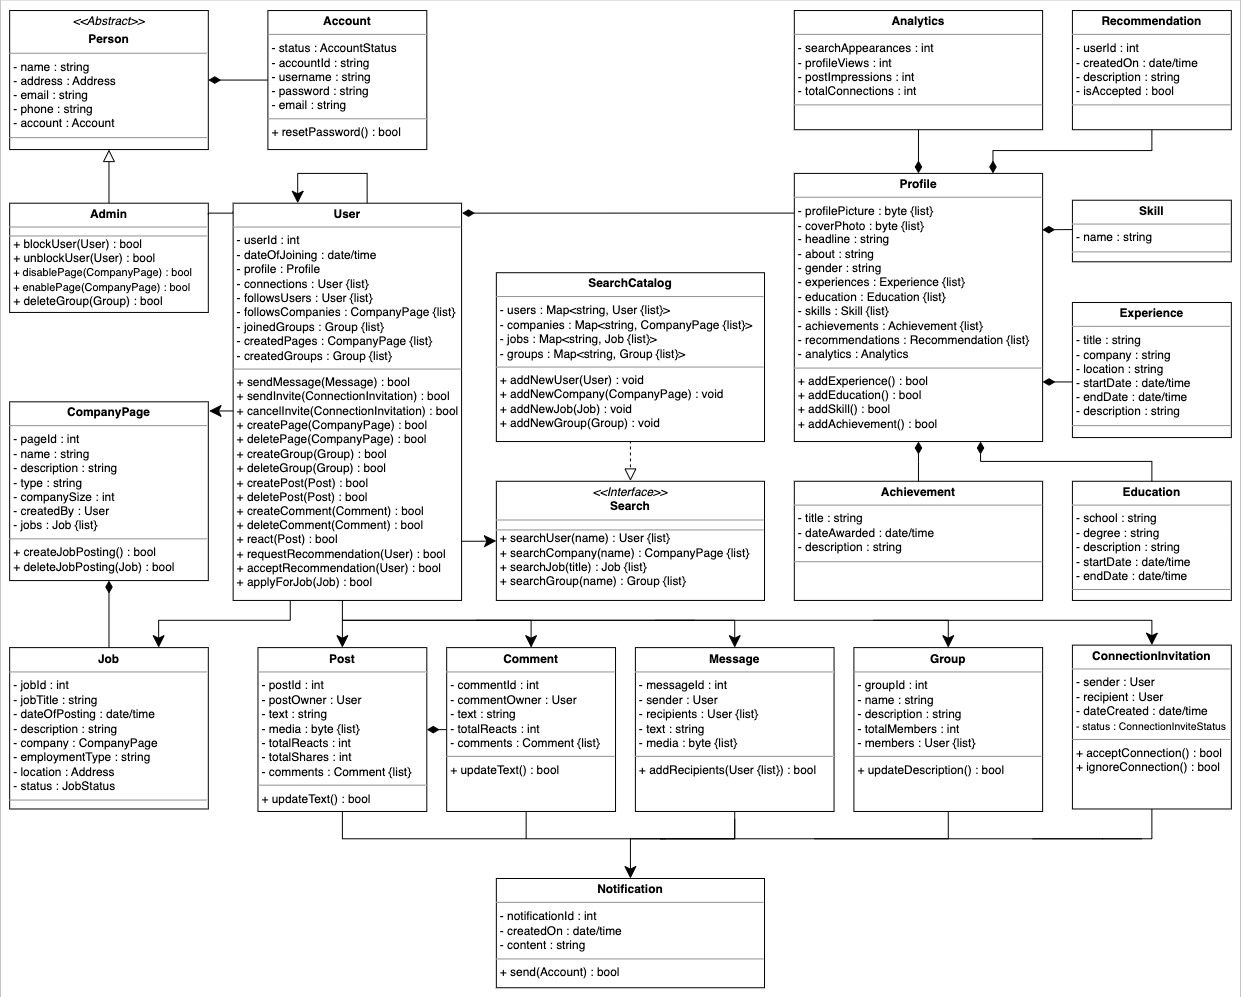 <<Abstract>>
Person
- name : string
- address : Address
- email : string
- phone : string
- account : Account
Account
- status : AccountStatus
- accountId : string
- username : string
- password : string
- email : string
+ resetPassword() : bool
Analytics
- searchAppearances : int
- profileViews : int
- postImpressions : int
- totalConnections : int
Recommendation
- userId : int
- createdOn : date/time
- description : string
- isAccepted : bool
Admin
+ blockUser(User) : bool
+ unblockUser(User) : bool
+ disablePage(CompanyPage) : bool
+ enablePage(CompanyPage) : bool
+ deleteGroup(Group) : bool
User
- userId : int
- dateOfJoining : date/time
- profile : Profile
- connections : User {list}
- followsUsers : User {list}
- followsCompanies : CompanyPage {list}
- joinedGroups : Group {list}
- createdPages : CompanyPage {list}
- createdGroups : Group {list}
+ sendMessage(Message) : bool
+ sendInvite(ConnectionInvitation) : bool
+ cancelInvite(ConnectionInvitation) : bool
+ createPage(CompanyPage) : bool
+ deletePage(CompanyPage) : bool
+ createGroup(Group) : bool
+ deleteGroup(Group) : bool
+ createPost(Post) : bool
+ deletePost(Post) : bool
+ createComment(Comment) : bool
+ deleteComment(Comment) : bool
+ react(Post) : bool
+ requestRecommendation(User) : bool
+ acceptRecommendation(User) : bool
+ applyForJob(Job) : bool
SearchCatalog
- users : Map<string, User {list}>
- companies : Map<string, CompanyPage {list}>
- jobs : Map<string, Job {list}>
- groups : Map<string, Group {list}>
+ addNewUser(User) : void
+ addNewCompany(CompanyPage) : void
+ addNewJob(Job) : void
+ addNewGroup(Group) : void
Profile
- profilePicture : byte {list}
- coverPhoto : byte {list}
- headline : string
- about : string
- gender : string
- experiences : Experience {list}
- education : Education {list}
- skills : Skill {list}
- achievements : Achievement {list}
- recommendations : Recommendation {list}
- analytics : Analytics
+ addExperience() : bool
+ addEducation() : bool
+ addSkill() : bool
+ addAchievement() : bool
Skill
- name : string
Experience
- title : string
- company : string
- location : string
- startDate : date/time
- endDate : date/time
- description : string
CompanyPage
- pageId : int
- name : string
- description : string
- type : string
- companySize : int
- createdBy : User
- jobs : Job {list}
+ createJobPosting() : bool
+ deleteJobPosting(Job) : bool
<<Interface>>
Search
+ searchUser(name) : User {list}
+ searchCompany(name) : CompanyPage {list}
+ searchJob(title) : Job {list}
+ searchGroup(name) : Group {list}
Achievement
- title : string
- dateAwarded : date/time
- description : string
Education
- school : string
- degree : string
- description : string
- startDate : date/time
- endDate : date/time
Job
- jobId : int
- jobTitle : string
- dateOfPosting : date/time
- description : string
- company : CompanyPage
- employmentType : string
- location : Address
- status : JobStatus
Post
- postId : int
- postOwner : User
- text : string
- media : byte {list}
- totalReacts : int
- totalShares : int
- comments : Comment {list}
+ updateText() : bool
Comment
- commentId : int
- commentOwner : User
- text : string
- totalReacts : int
- comments : Comment {list}
+ updateText() : bool
Message
- messageId : int
- sender : User
- recipients : User {list}
- text : string
- media : byte {list}
+ addRecipients(User {list}) : bool
Group
- groupId : int
- name : string
- description : string
- totalMembers : int
- members : User {list}
+ updateDescription() : bool
ConnectionInvitation
- sender : User
- recipient : User
- dateCreated : date/time
- status : ConnectionInviteStatus
+ acceptConnection() : bool
+ ignoreConnection() : bool
Notification
- notificationId : int
- createdOn : date/time
- content : string
+ send(Account) : bool